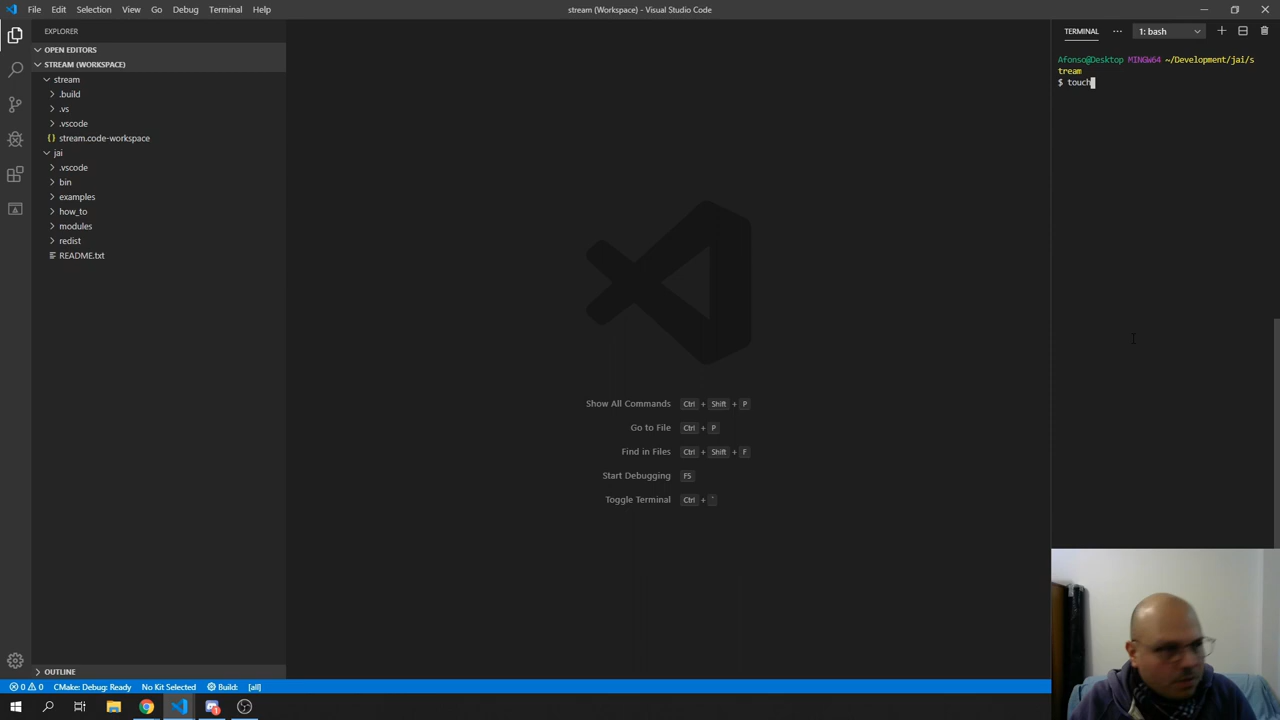 File Edit Selection View Go Debug Terminal Help
stream (Workspace) - Visual Studio Code
EXPLORER
OPEN EDITORS
STREAM (WORKSPACE)
stream
.build
.vs
.vscode
{} stream.code-workspace
jai
.vscode
bin
examples
how_to
modules
redist
README.txt
OUTLINE
Show All Commands Ctrl + Shift + P
Go to File Ctrl + P
Find in Files Ctrl + Shift + F
Start Debugging F5
Toggle Terminal Ctrl + `
TERMINAL ··· 1: bash
Afonso@Desktop MINGW64 ~/Development/jai/s
tream
$ touch
0 0 CMake: Debug: Ready No Kit Selected Build: [all]